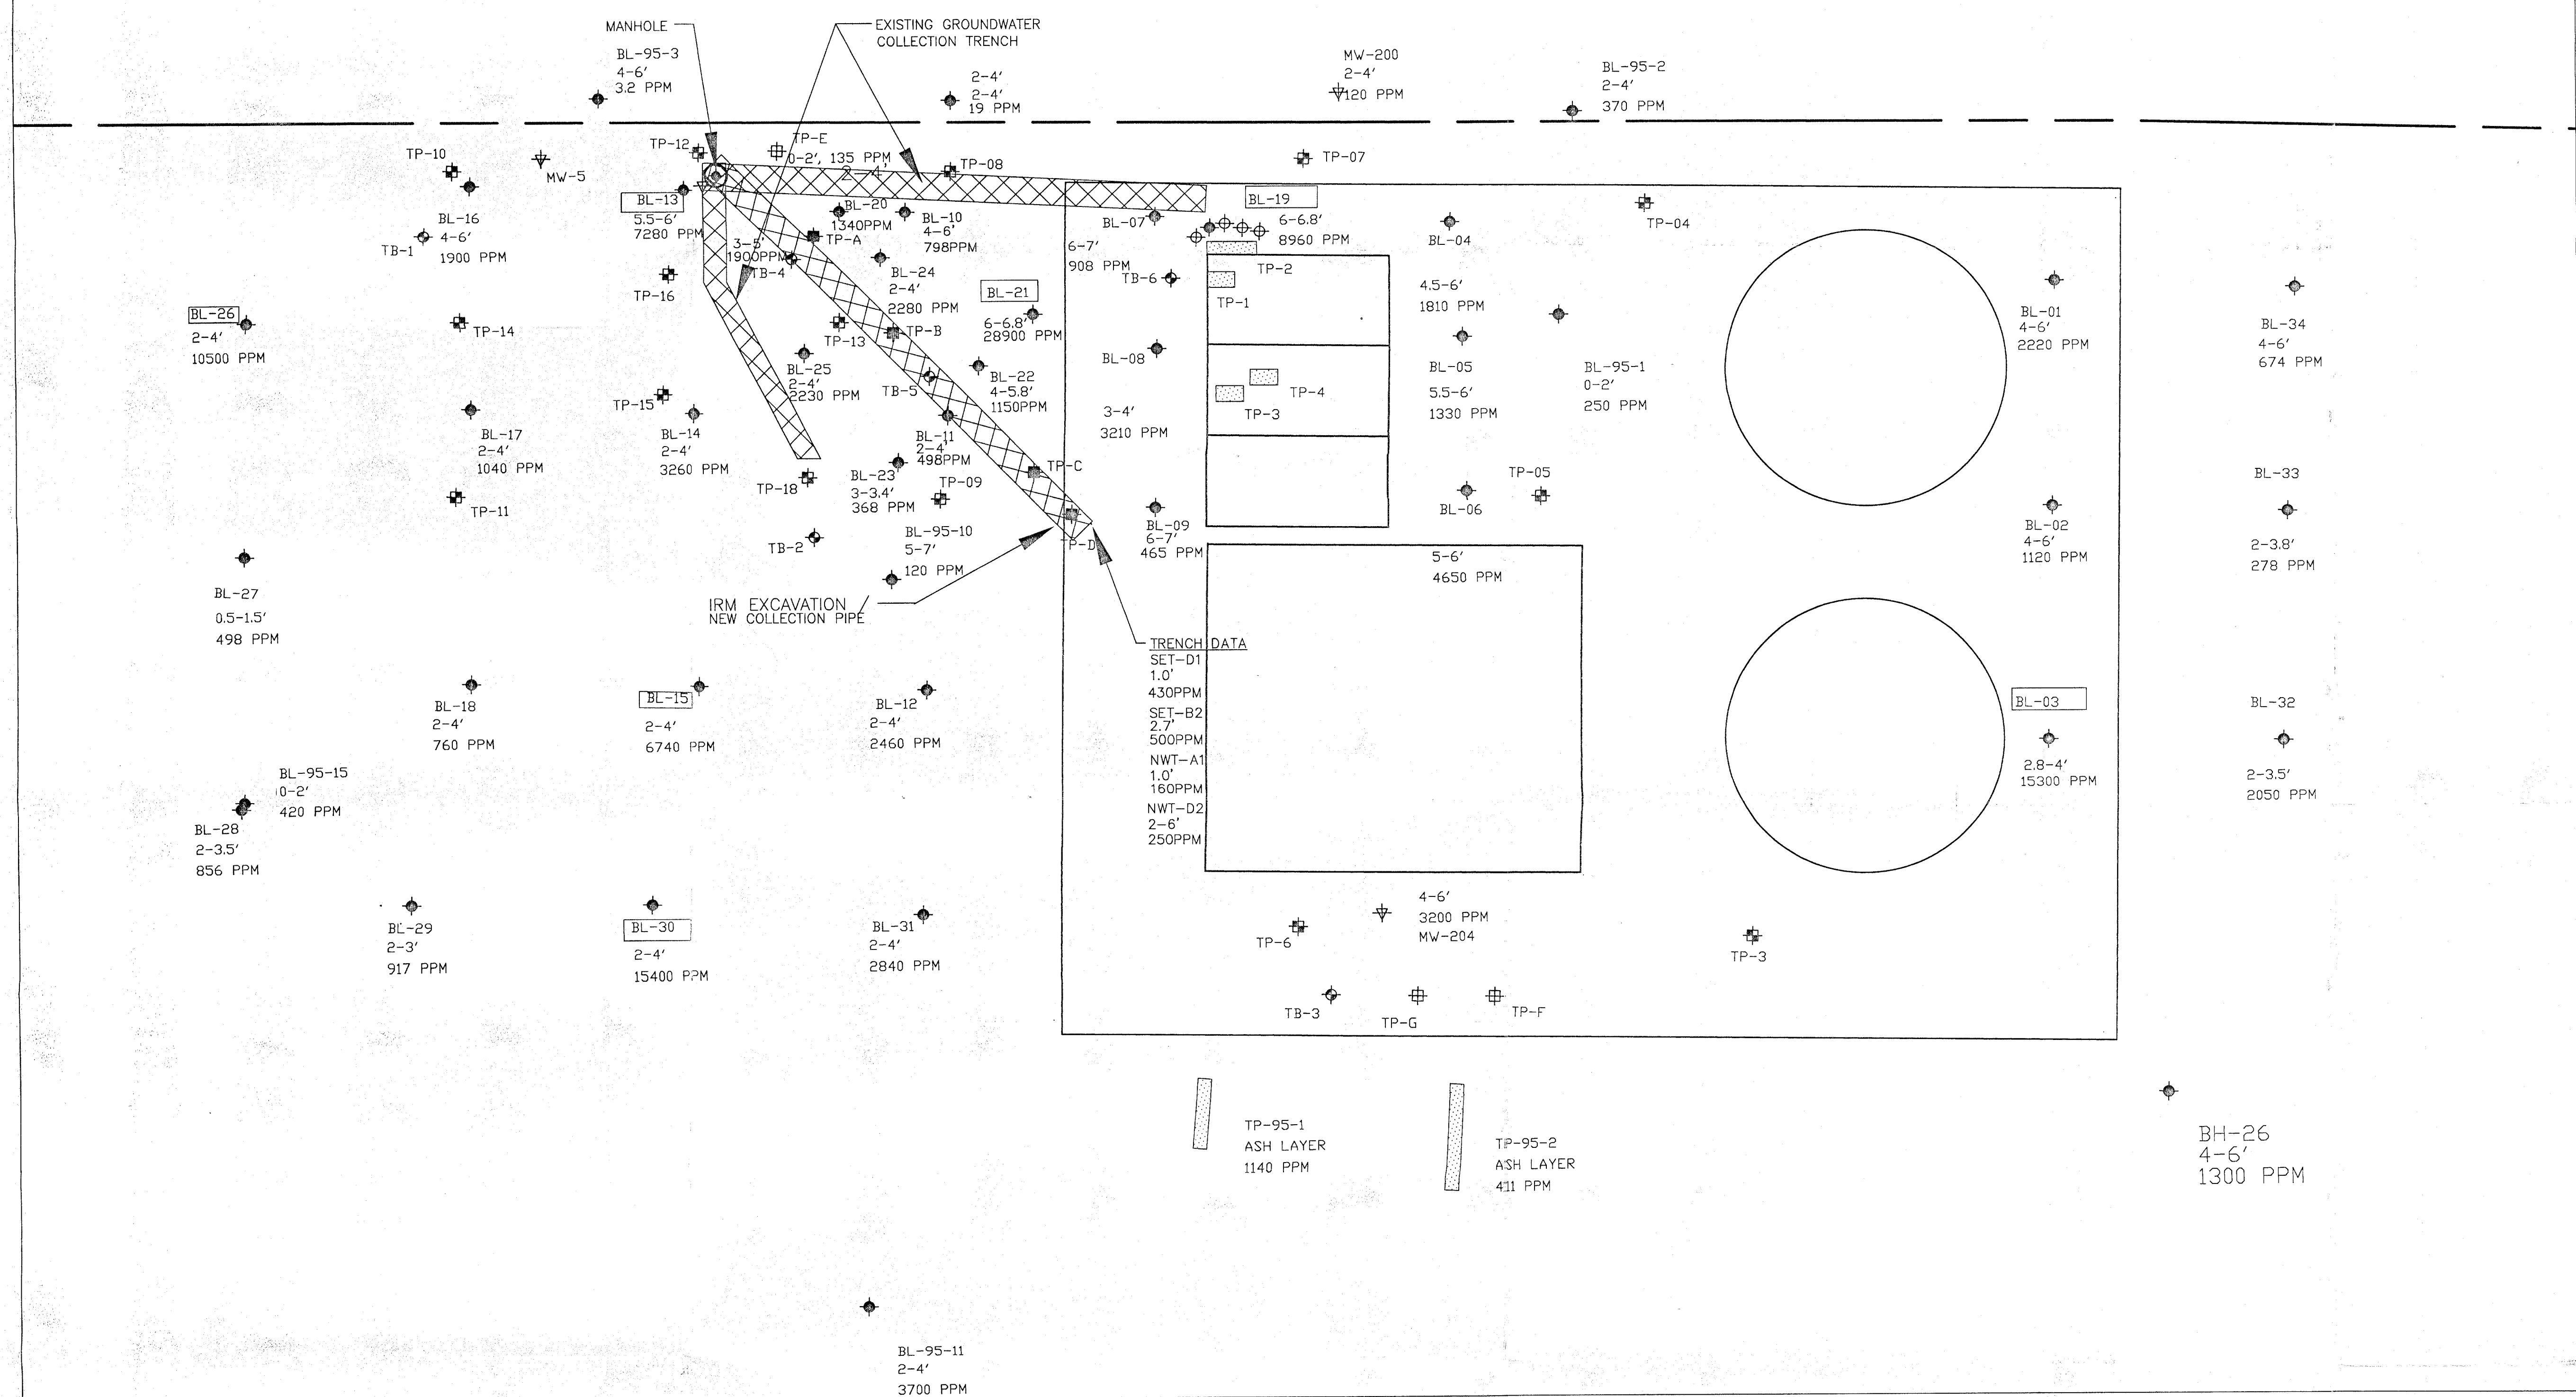 MANHOLE
EXISTING GROUNDWATER
COLLECTION TRENCH
BL-95-3
4-6'
3.2 PPM
2-4'
2-4'
19 PPM
MW-200
2-4'
120 PPM
BL-95-2
2-4'
370 PPM
TP-10
MW-5
TP-12
TP-E
0-2', 135 PPM
2-4'
TP-08
TP-07
BL-16
4-6'
1900 PPM
TB-1
BL-13
5.5-6'
7280 PPM
BL-20
1340PPM
TP-A
3-5'
1900PPM
TB-4
BL-10
4-6'
798PPM
BL-24
2-4'
2280 PPM
BL-07
6-7'
908 PPM
TB-6
BL-19
6-6.8'
8960 PPM
TP-2
TP-1
BL-04
4.5-6'
1810 PPM
TP-04
TP-16
BL-21
6-6.8'
28900 PPM
BL-26
2-4'
10500 PPM
TP-14
TP-13
TP-B
BL-25
2-4'
2230 PPM
TB-5
BL-22
4-5.8'
1150PPM
BL-08
3-4'
3210 PPM
TP-4
TP-3
BL-05
5.5-6'
1330 PPM
BL-95-1
0-2'
250 PPM
BL-01
4-6'
2220 PPM
BL-34
4-6'
674 PPM
BL-17
2-4'
1040 PPM
TP-15
BL-14
2-4'
3260 PPM
BL-11
2-4'
498PPM
TP-C
BL-23
3-3.4'
368 PPM
TP-09
TP-18
TP-11
TB-2
BL-95-10
5-7'
120 PPM
TP-D
BL-09
6-7'
465 PPM
BL-06
5-6'
4650 PPM
TP-05
BL-02
4-6'
1120 PPM
BL-33
2-3.8'
278 PPM
BL-27
0.5-1.5'
498 PPM
IRM EXCAVATION
NEW COLLECTION PIPE
TRENCH DATA
SET-D1
1.0'
430PPM
SET-B2
2.7'
500PPM
NWT-A1
1.0'
160PPM
NWT-D2
2-6'
250PPM
BL-18
2-4'
760 PPM
BL-15
2-4'
6740 PPM
BL-12
2-4'
2460 PPM
BL-03
2.8-4'
15300 PPM
BL-32
2-3.5'
2050 PPM
BL-95-15
0-2'
420 PPM
BL-28
2-3.5'
856 PPM
BL-29
2-3'
917 PPM
BL-30
2-4'
15400 PPM
BL-31
2-4'
2840 PPM
TP-6
4-6'
3200 PPM
MW-204
TP-3
TB-3
TP-G
TP-F
TP-95-1
ASH LAYER
1140 PPM
TP-95-2
ASH LAYER
411 PPM
BH-26
4-6'
1300 PPM
BL-95-11
2-4'
3700 PPM